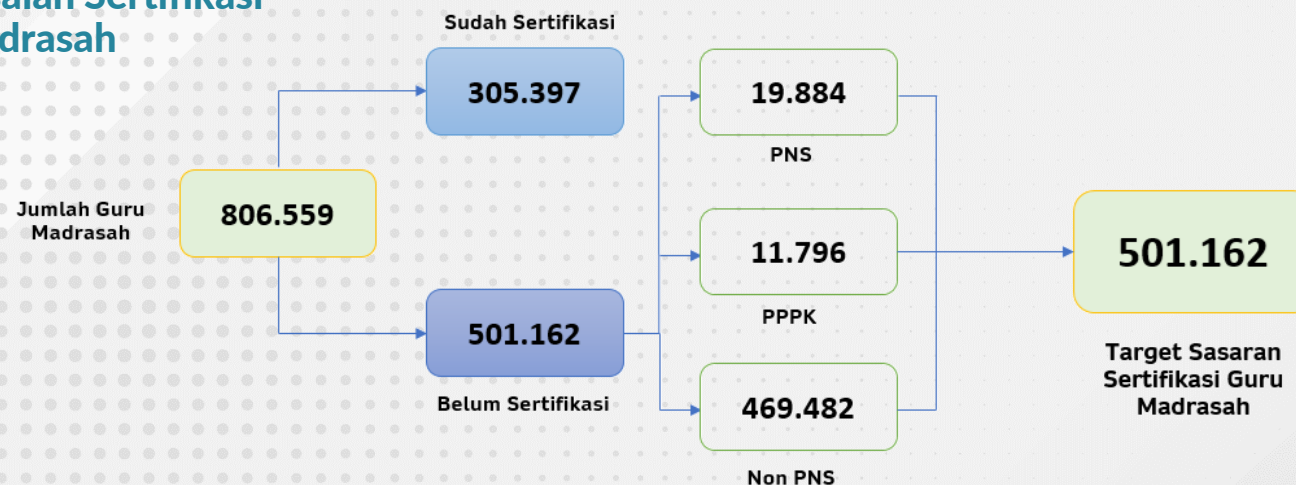 Sertifikasi
Sudah Sertifikasi
305.397
Jumlah Guru
Madrasah
806.559
501.162
Belum Sertifikasi
19.884
PNS
11.796
PPPK
469.482
Non PNS
501.162
Target Sasaran
Sertifikasi Guru
Madrasah